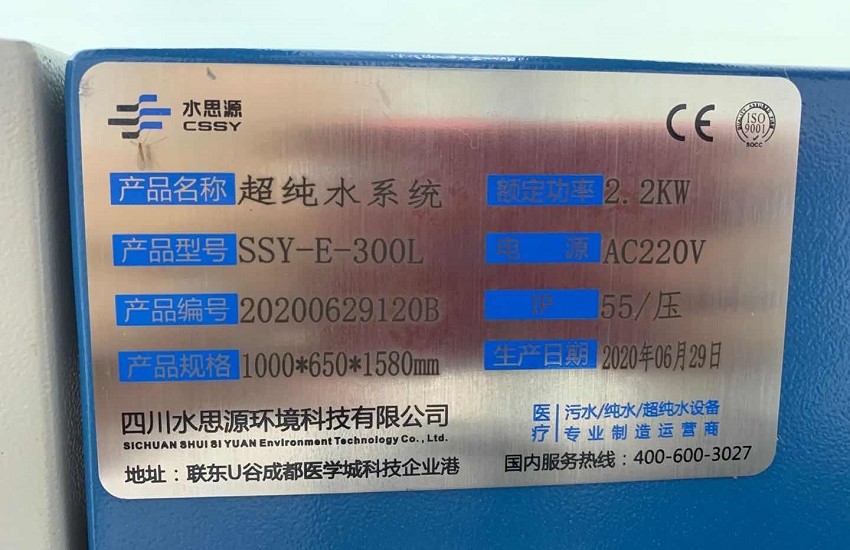 水思源
CSSY
CE
ISO
9001
产品名称 超纯水系统
额定功率 2.2KW
产品型号 SSY-E-300L
电 源 AC220V
产品编号 20200629120B
IP 55/压
产品规格 1000*650*1580mm
生产日期 2020年06月29日
四川水思源环境科技有限公司
SICHUAN SHUI SI YUAN Environment Technology Co., Ltd.
医疗 污水/纯水/超纯水设备
专业制造运营商
地址：联东U谷成都医学城科技企业港
国内服务热线：400-600-3027